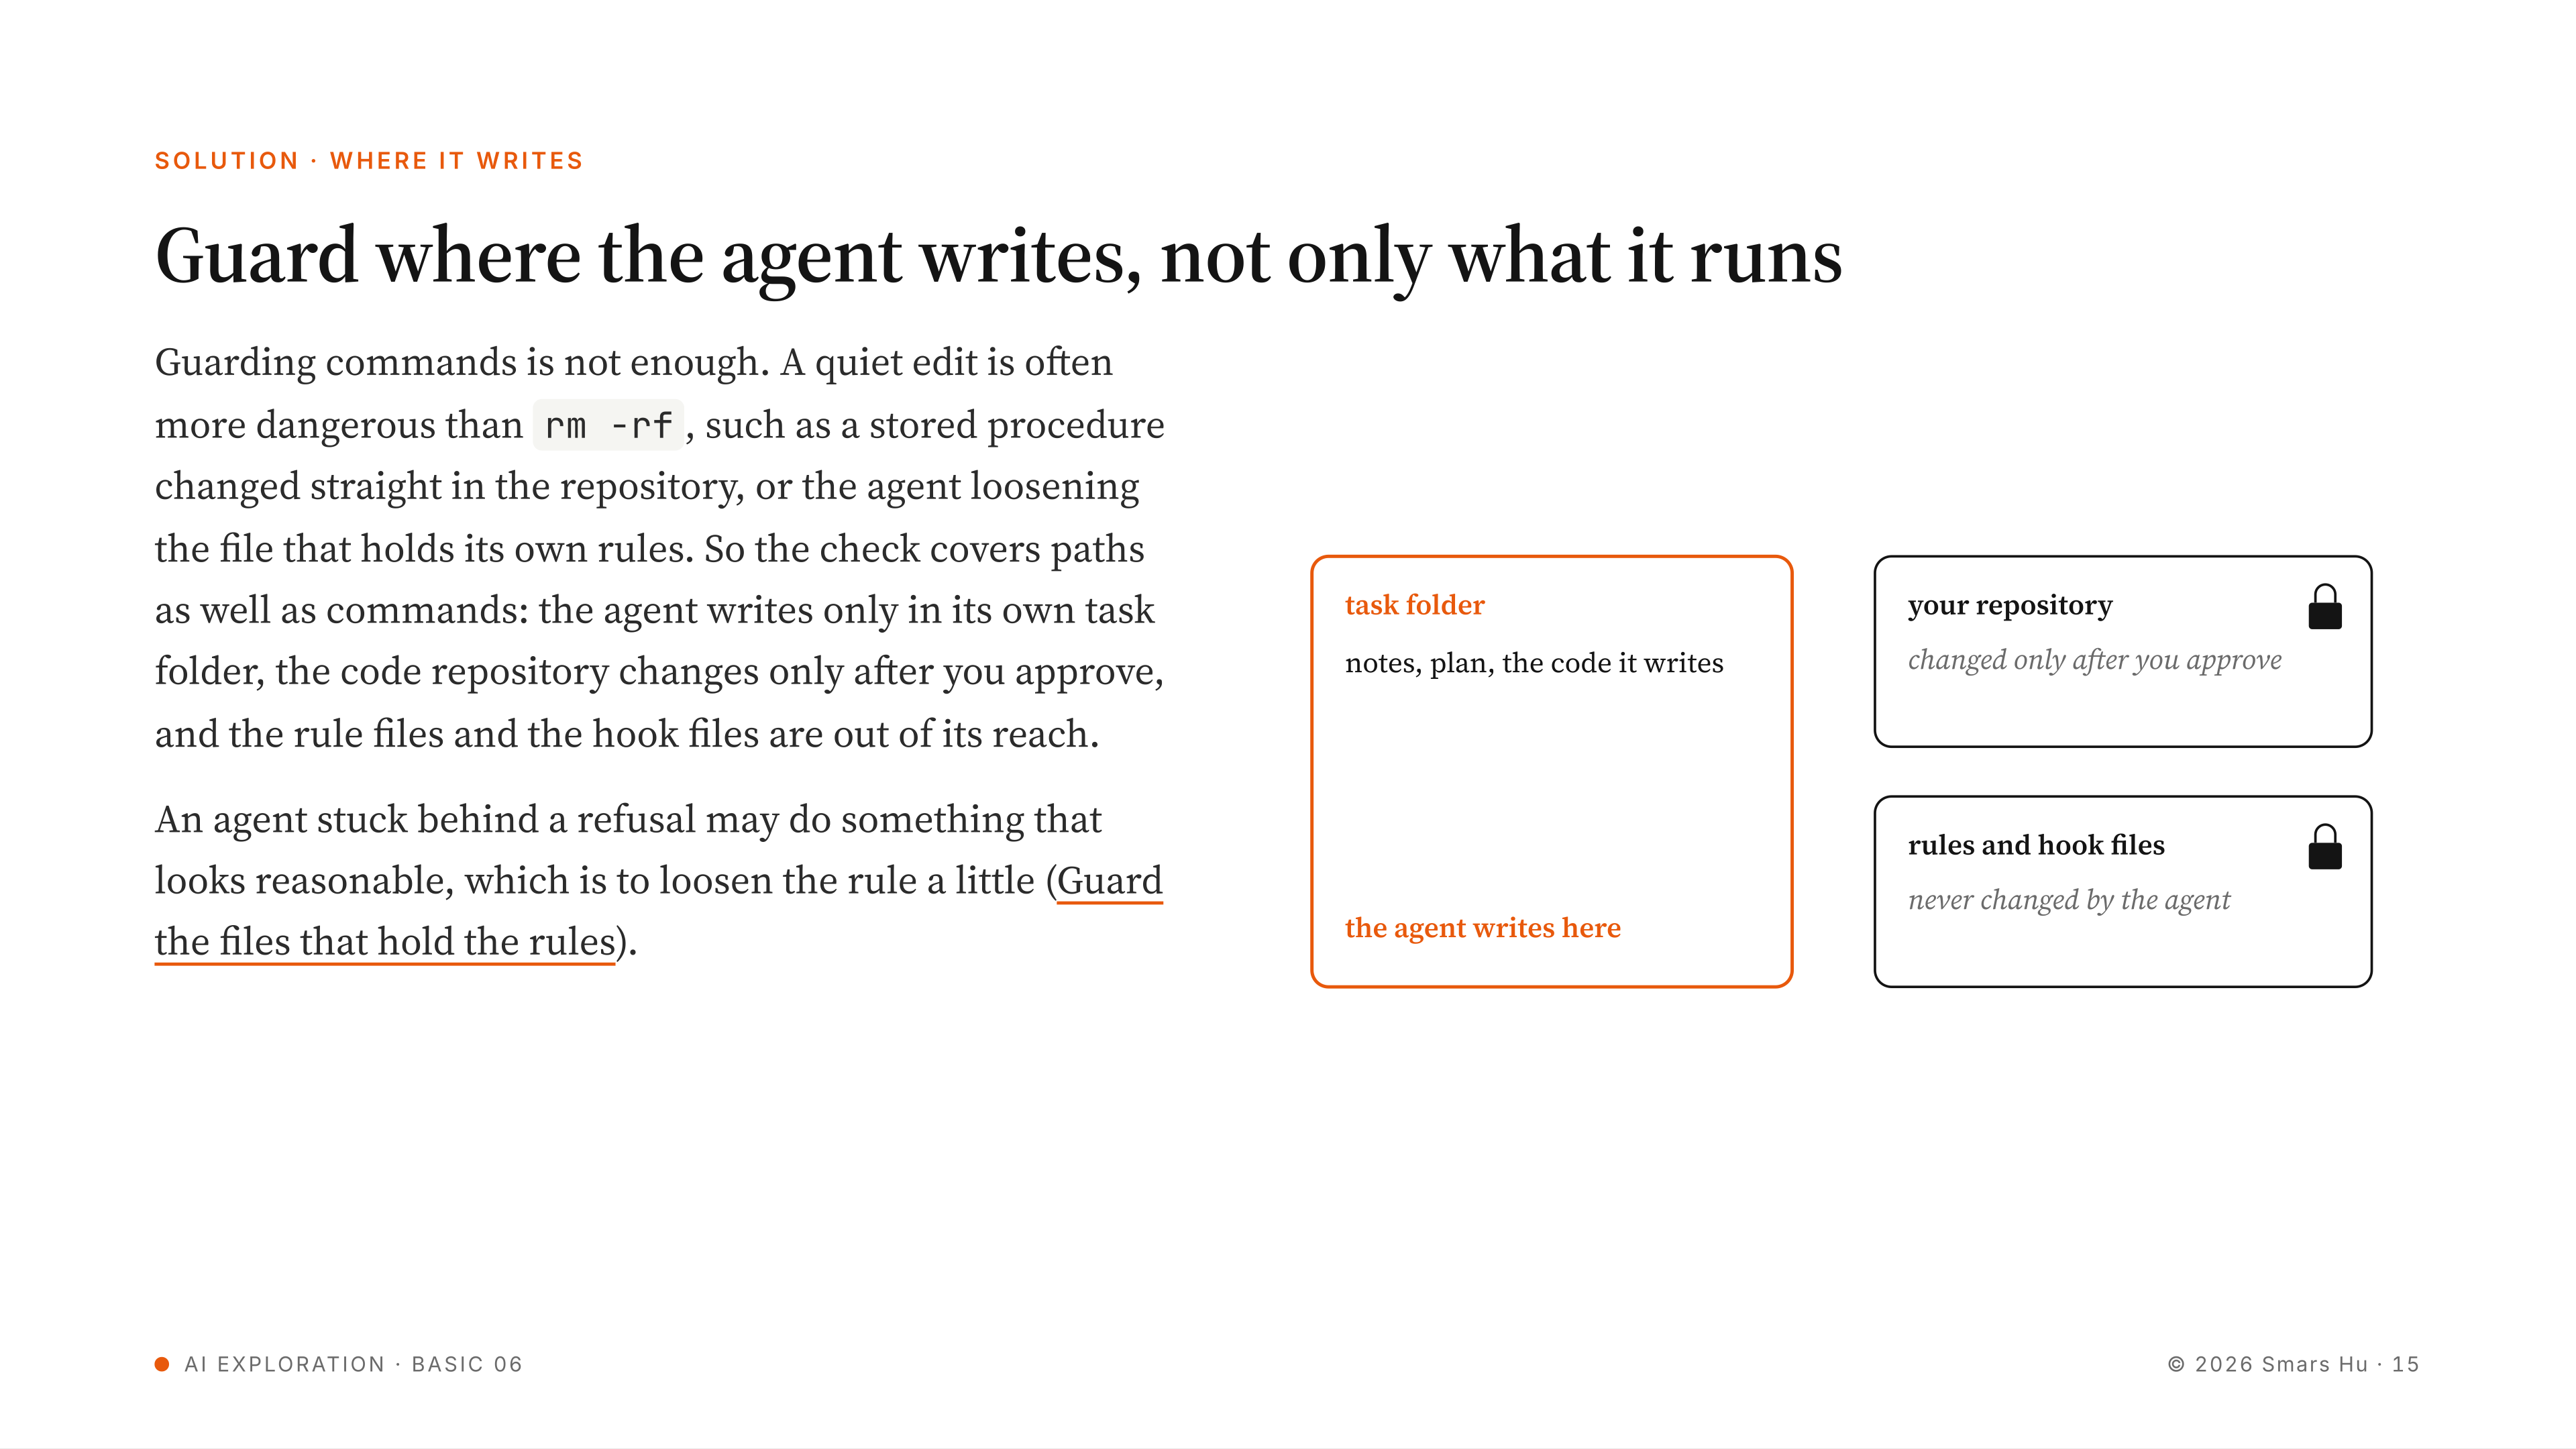 SOLUTION · WHERE IT WRITES
Guard where the agent writes, not only what it runs
Guarding commands is not enough. A quiet edit is often
more dangerous than rm -rf, such as a stored procedure
changed straight in the repository, or the agent loosening
the file that holds its own rules. So the check covers paths
as well as commands: the agent writes only in its own task
folder, the code repository changes only after you approve,
and the rule files and the hook files are out of its reach.
An agent stuck behind a refusal may do something that
looks reasonable, which is to loosen the rule a little (Guard
the files that hold the rules).
task folder
notes, plan, the code it writes
the agent writes here
your repository
changed only after you approve
rules and hook files
never changed by the agent
AI EXPLORATION · BASIC 06
© 2026 Smars Hu · 15